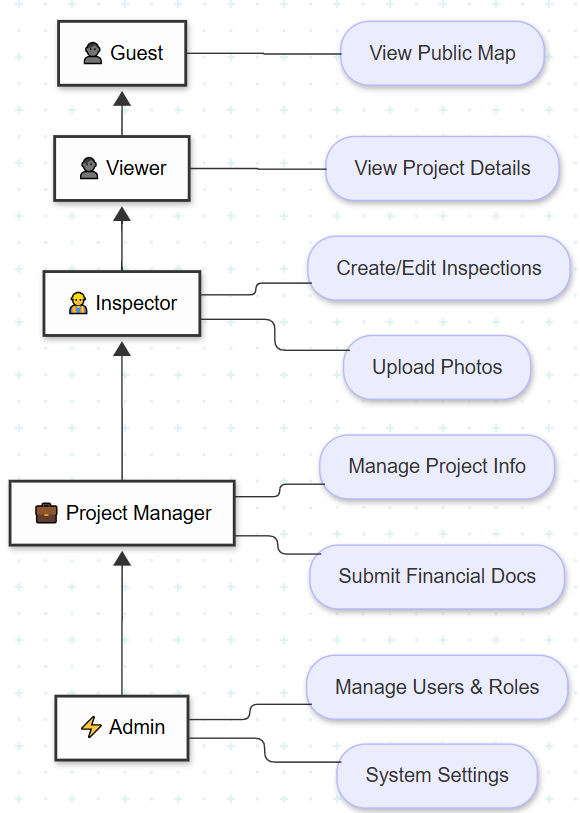 Guest
View Public Map
Viewer
View Project Details
Inspector
Create/Edit Inspections
Upload Photos
Project Manager
Manage Project Info
Submit Financial Docs
Admin
Manage Users & Roles
System Settings